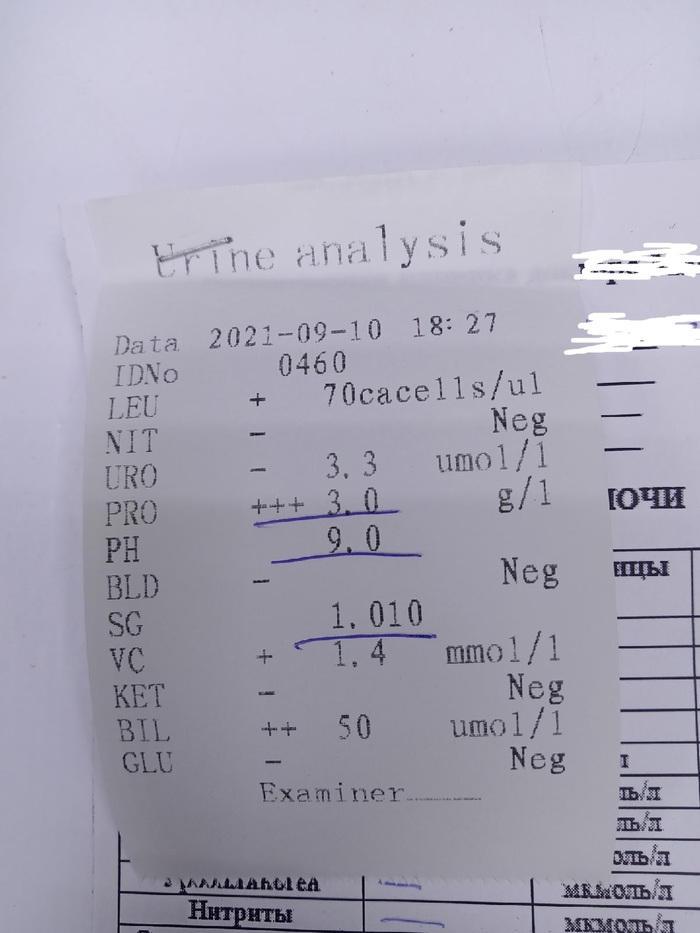 Urine analysis
Data 2021-09-10 18:27
IDNo 0460
LEU + 70cacells/ul
NIT - Neg
URO - 3.3 umol/l
PRO +++ 3.0 g/l
PH 9.0
BLD - Neg
SG 1.010
VC + 1.4 mmol/l
KET - Neg
BIL ++ 50 umol/l
GLU - Neg
Examiner
мкмоль/л
Нитриты мкмоль/л